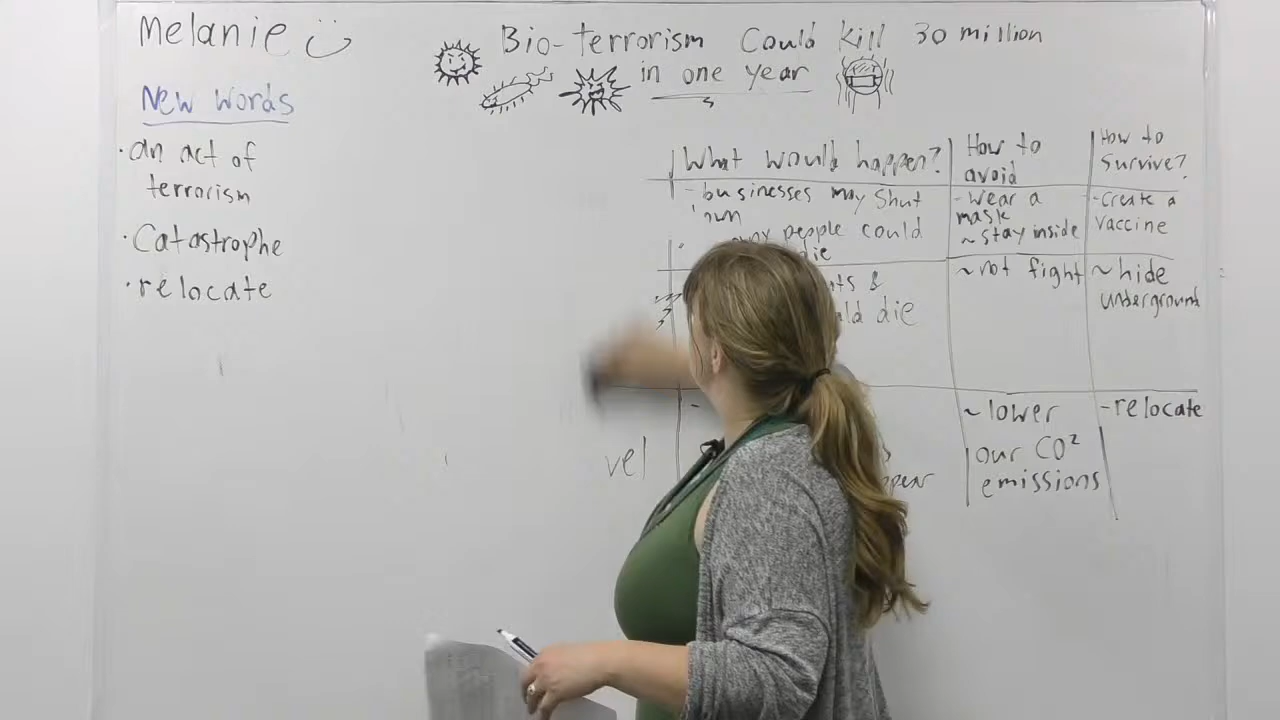 Melanie
Bio-terrorism Could Kill 30 million
in one year
New Words
• an act of
terrorism
• Catastrophe
• relocate
What would happen?
- businesses may Shut
own
people could
die
&
die
vel
How to
avoid
- wear a
mask
~ stay inside
~ not fight
~ lower
our CO²
emissions
How to
Survive?
- create a
vaccine
~ hide
underground
- relocate